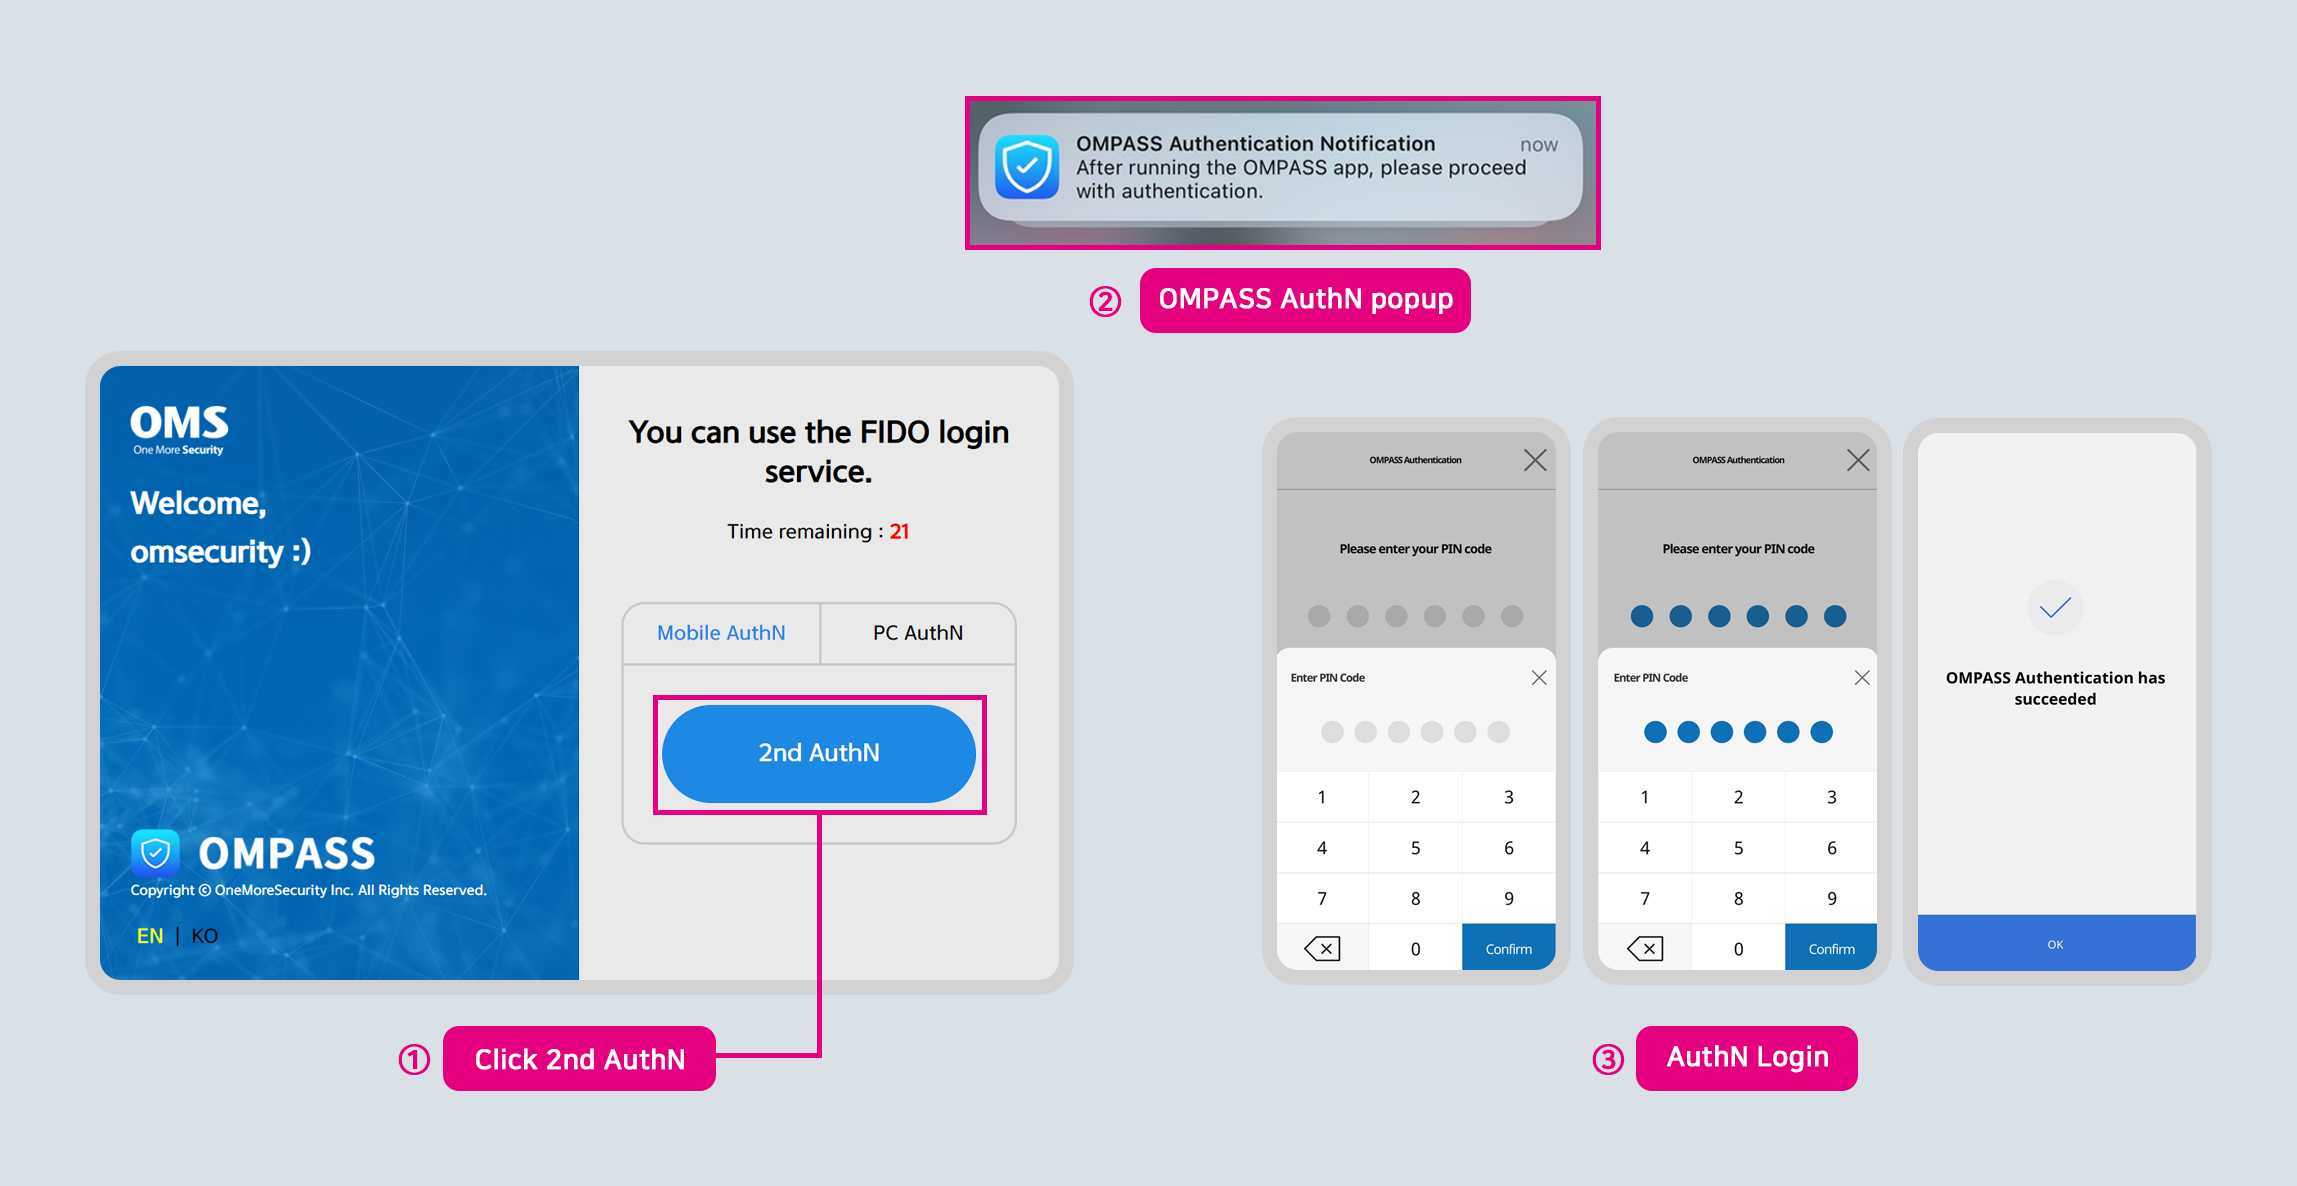 OMPASS Authentication Notification
now
After running the OMPASS app, please proceed
with authentication.
② OMPASS AuthN popup
OMS
One More Security
Welcome,
omsecurity :)
OMPASS
Copyright © OneMoreSecurity Inc. All Rights Reserved.
EN | KO
You can use the FIDO login
service.
Time remaining : 21
Mobile AuthN
PC AuthN
2nd AuthN
① Click 2nd AuthN
OMPASS Authentication
Please enter your PIN code
Enter PIN Code
1 2 3
4 5 6
7 8 9
0 Confirm
OMPASS Authentication
Please enter your PIN code
Enter PIN Code
1 2 3
4 5 6
7 8 9
0 Confirm
OMPASS Authentication has
succeeded
OK
③ AuthN Login